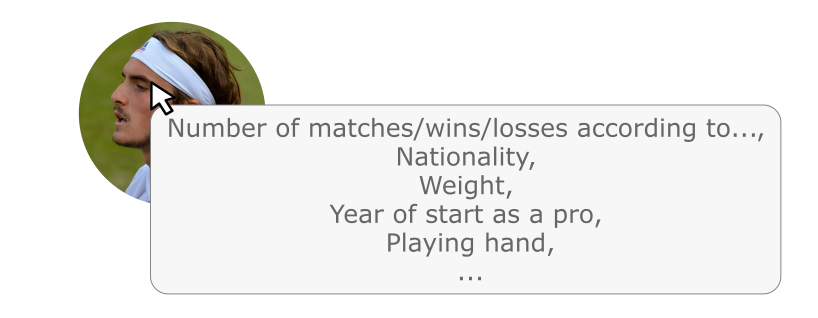 Number of matches/wins/losses according to...,
Nationality,
Weight,
Year of start as a pro,
Playing hand,
...